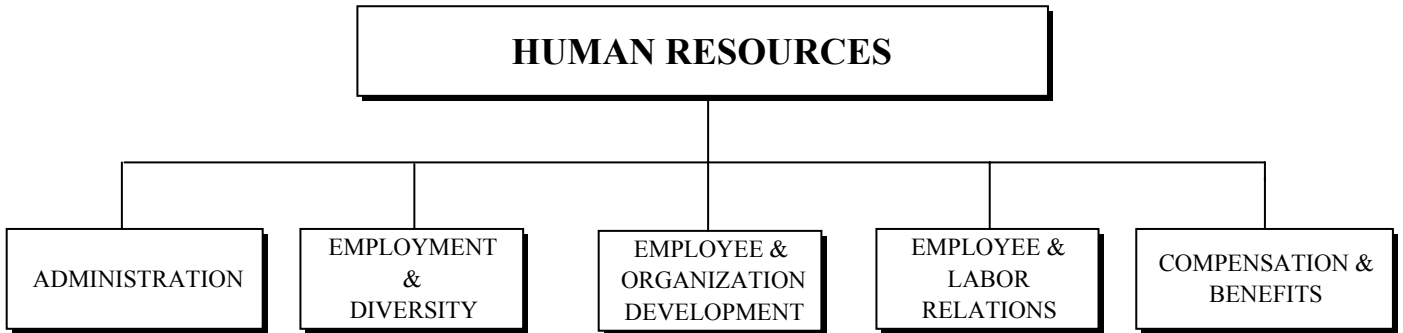 HUMAN RESOURCES
ADMINISTRATION
EMPLOYMENT
&
DIVERSITY
EMPLOYEE &
ORGANIZATION
DEVELOPMENT
EMPLOYEE &
LABOR
RELATIONS
COMPENSATION &
BENEFITS